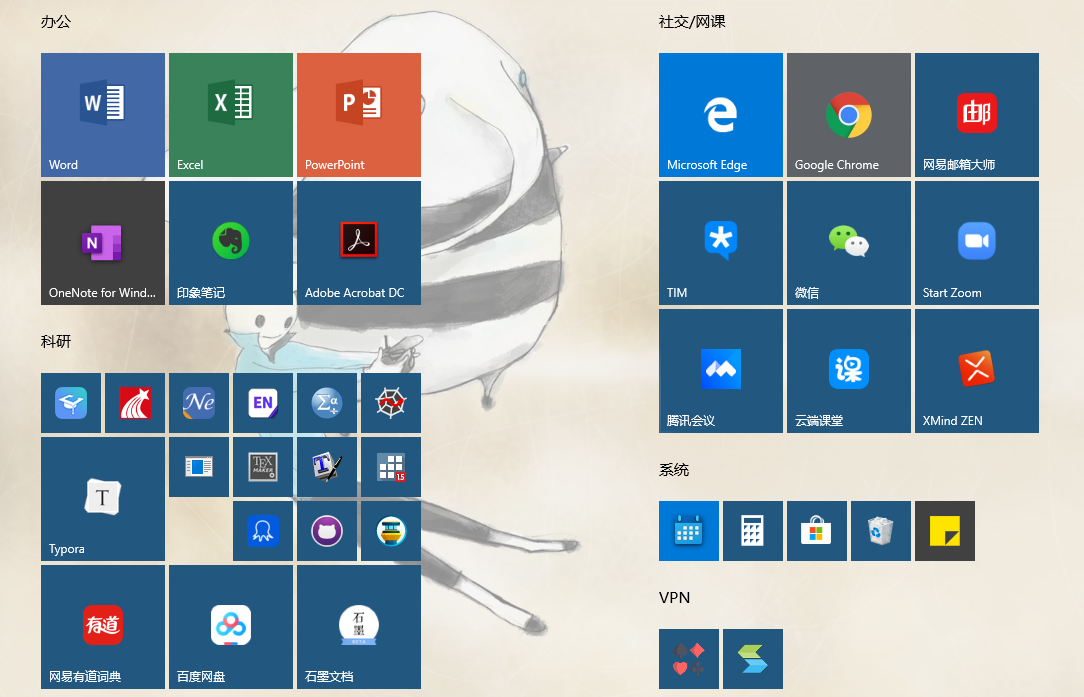 办公
Word
Excel
PowerPoint
OneNote for Wind...
印象笔记
Adobe Acrobat DC
科研
EN
TEX
MAKER
1.5
T
Typora
有道
网易有道词典
百度网盘
石墨
BETA
石墨文档
社交/网课
Microsoft Edge
Google Chrome
邮
网易邮箱大师
TIM
微信
Start Zoom
腾讯会议
课
云端课堂
XMind ZEN
系统
VPN